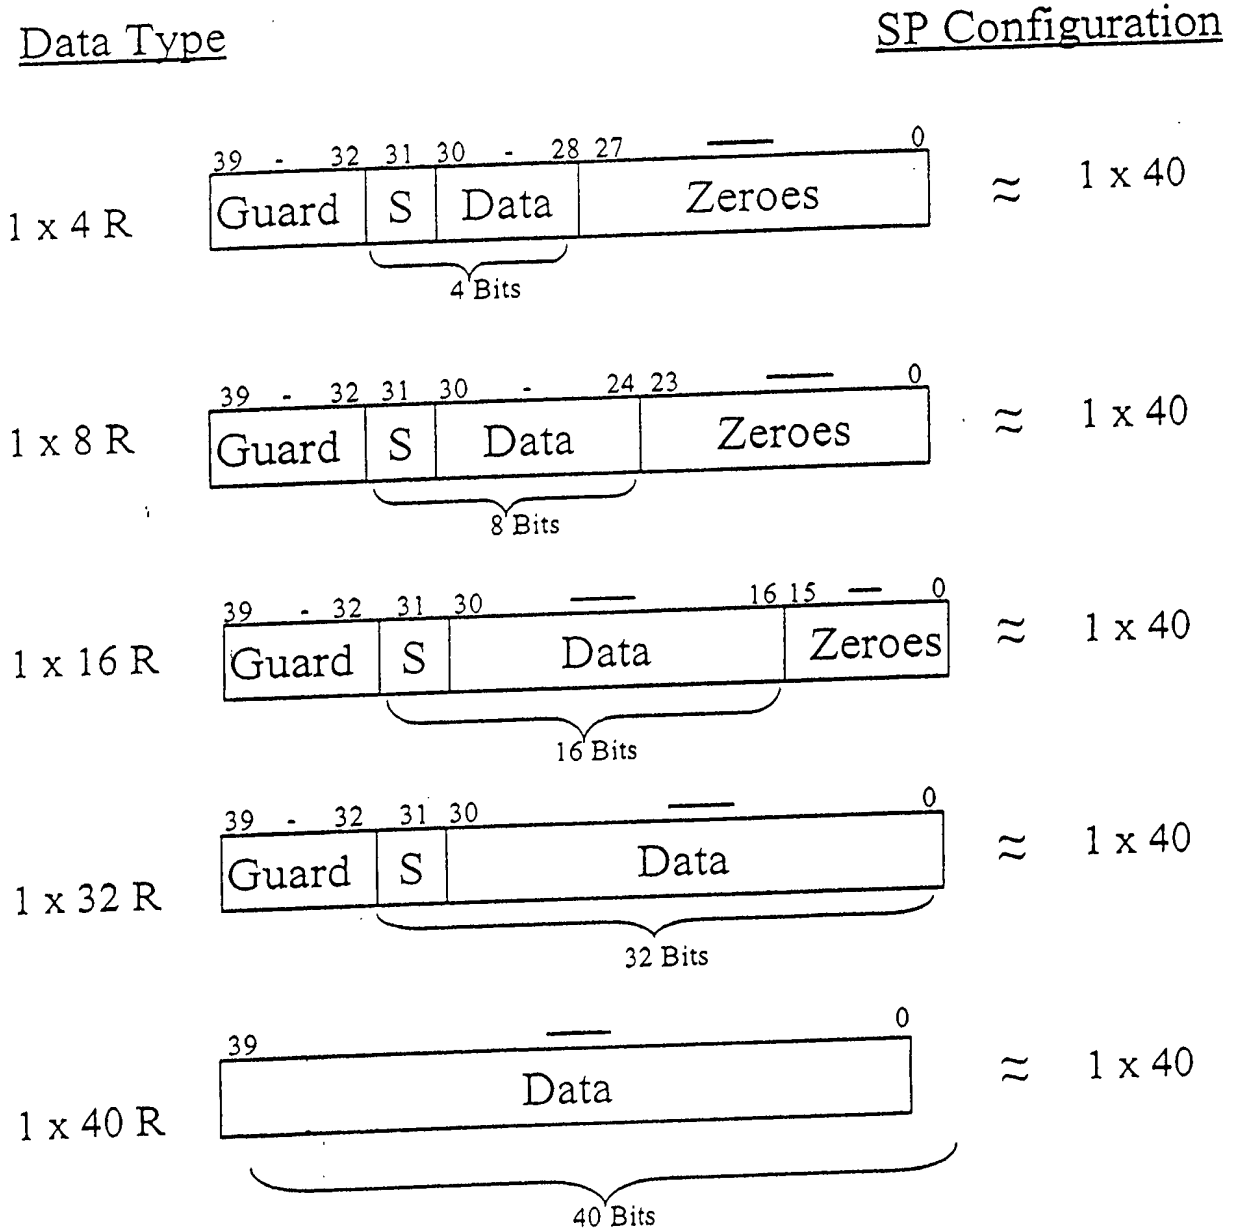 Data Type SP Configuration
39 - 32 31 30 - 28 27 — 0
1 x 4 R Guard S Data Zeroes ≈ 1 x 40
4 Bits
39 - 32 31 30 - 24 23 — 0
1 x 8 R Guard S Data Zeroes ≈ 1 x 40
8 Bits
39 - 32 31 30 — 16 15 — 0
1 x 16 R Guard S Data Zeroes ≈ 1 x 40
16 Bits
39 - 32 31 30 — 0
1 x 32 R Guard S Data ≈ 1 x 40
32 Bits
39 — 0
1 x 40 R Data ≈ 1 x 40
40 Bits